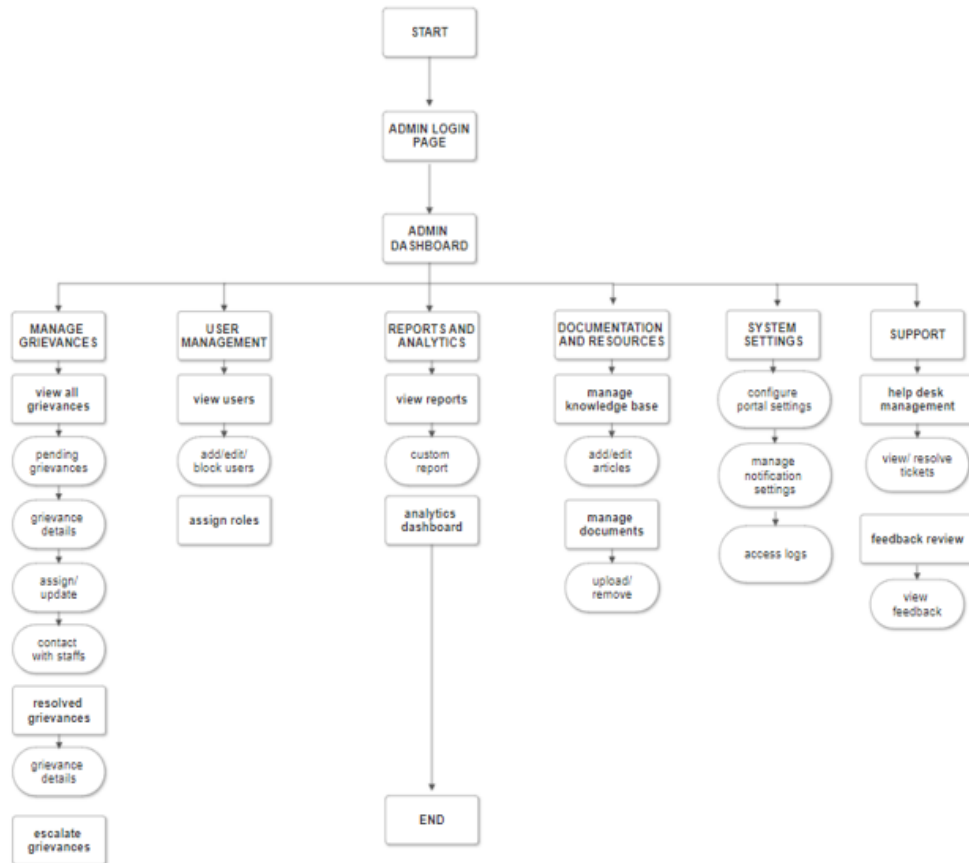 START
ADMIN LOGIN
PAGE
ADMIN
DASHBOARD
MANAGE
GRIEVANCES
view all
grievances
pending
grievances
grievance
details
assign/
update
contact
with staffs
resolved
grievances
grievance
details
escalate
grievances
USER
MANAGEMENT
view users
add/edit/
block users
assign roles
REPORTS AND
ANALYTICS
view reports
custom
report
analytics
dashboard
END
DOCUMENTATION
AND RESOURCES
manage
knowledge base
add/edit
articles
manage
documents
upload/
remove
SYSTEM
SETTINGS
configure
portal settings
manage
notification
settings
access logs
SUPPORT
help desk
management
view/ resolve
tickets
feedback review
view
feedback